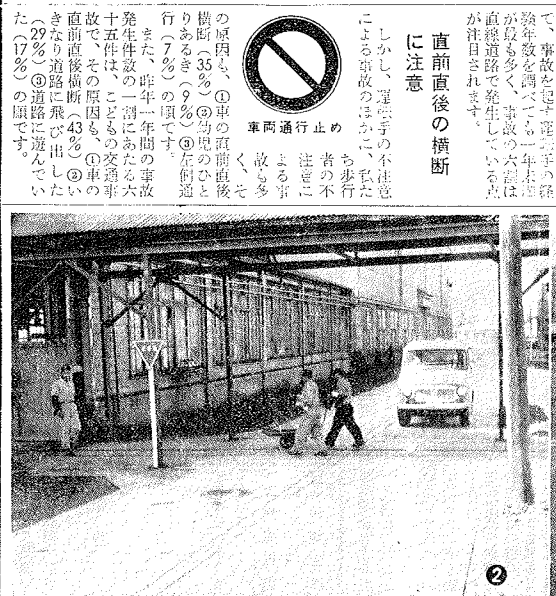 て、事故を起す運転手の経
験年数を調べても一年未満
が最も多く、事故の六割は
直線道路で発生している点
が注目されます。
直前直後の横断
に注意
しかし、運転手の不注意
による事故のほかに、私た
ち歩行
者の不
注意に
よる事
故も多
く、そ
の原因も、①車の直前直後
横断（35％）②幼児のひと
りあるき（9％）③左側通
行（7％）の順です。
また、昨年一年間の事故
発生件数の一割にあたる六
十五件は、こどもの交通事
故で、その原因も、①車の
直前直後横断（43％）②い
きなり道路に飛び出した
（29％）③道路に遊んでい
た（17％）の順です。
車両通行止め
❷